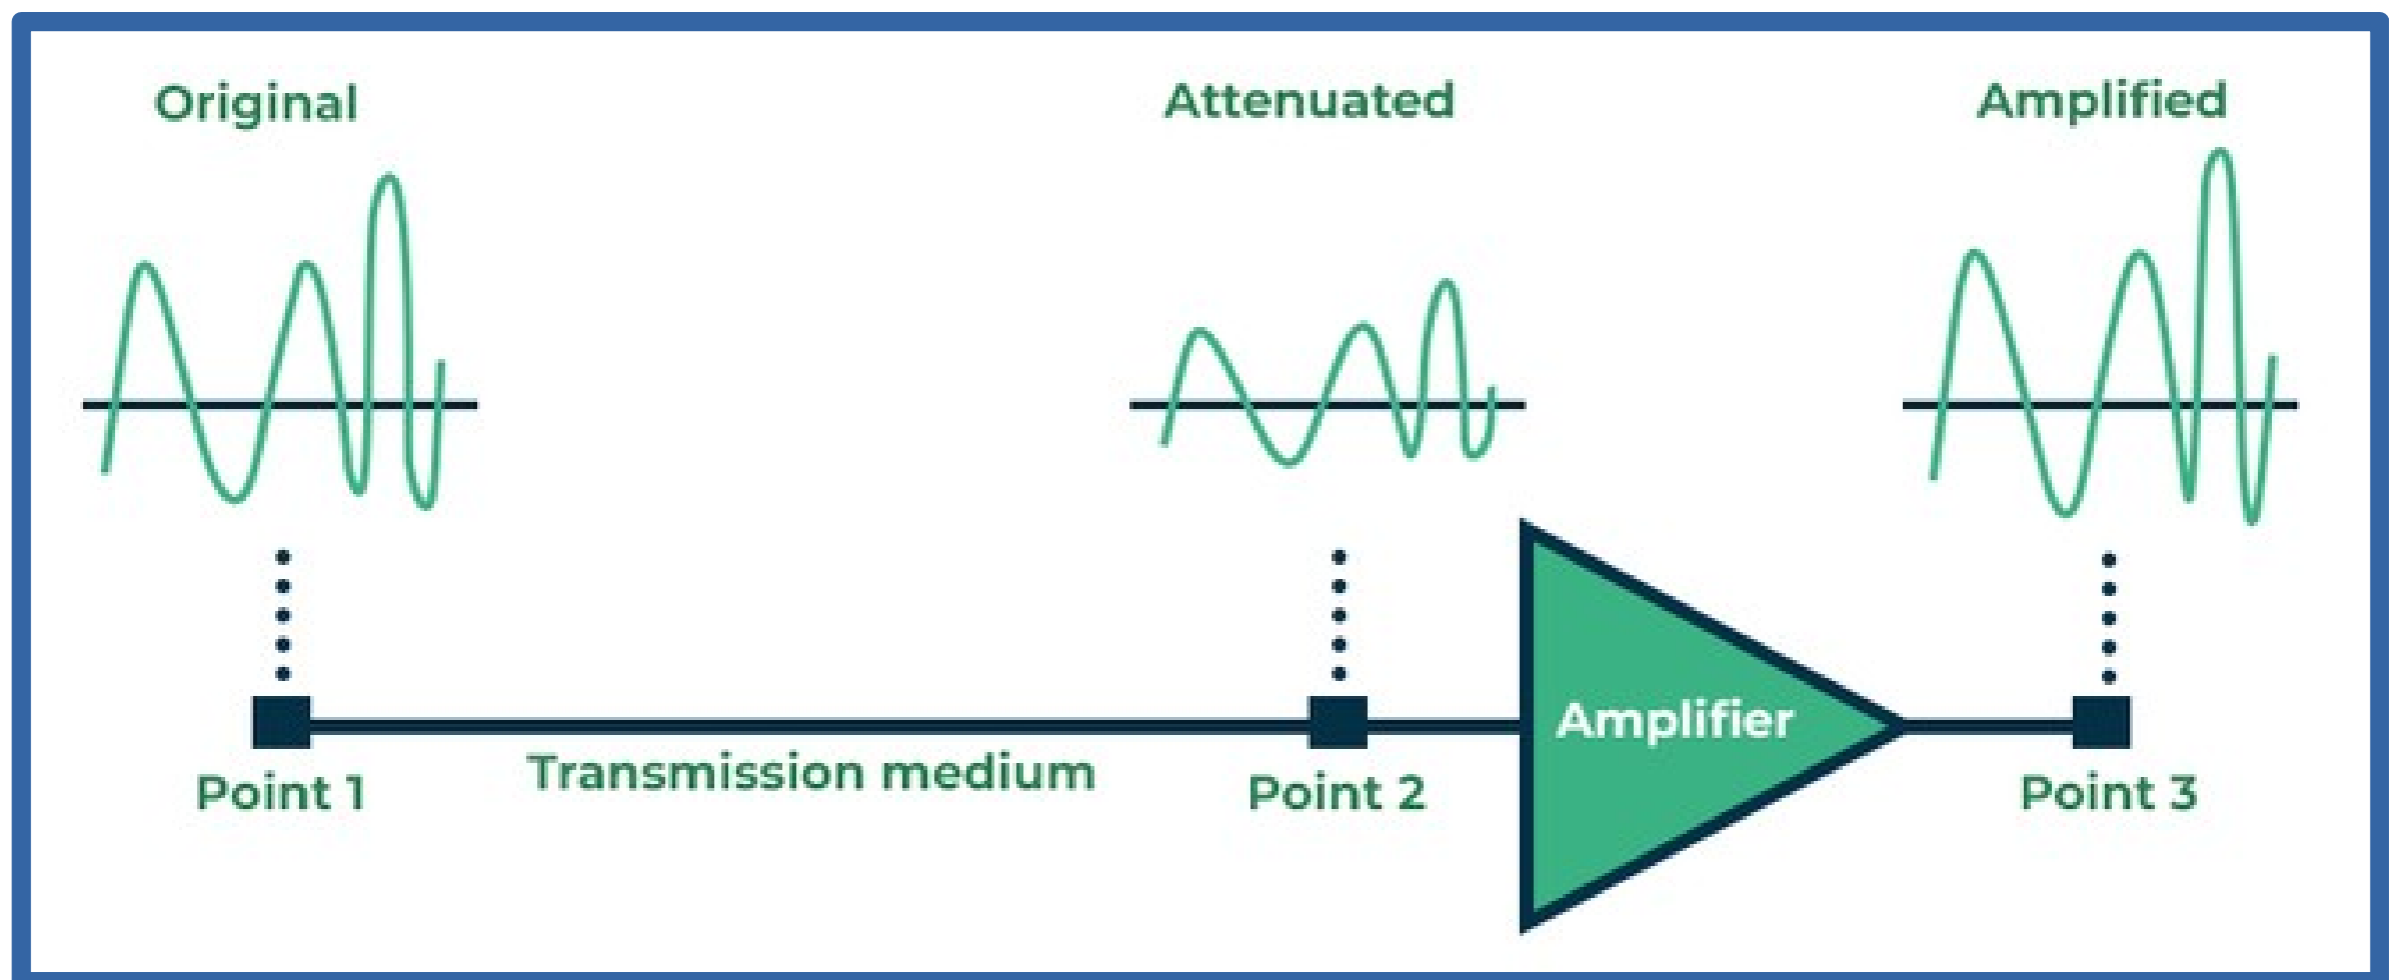 Original
Attenuated
Amplified
Amplifier
Transmission medium
Point 1
Point 2
Point 3